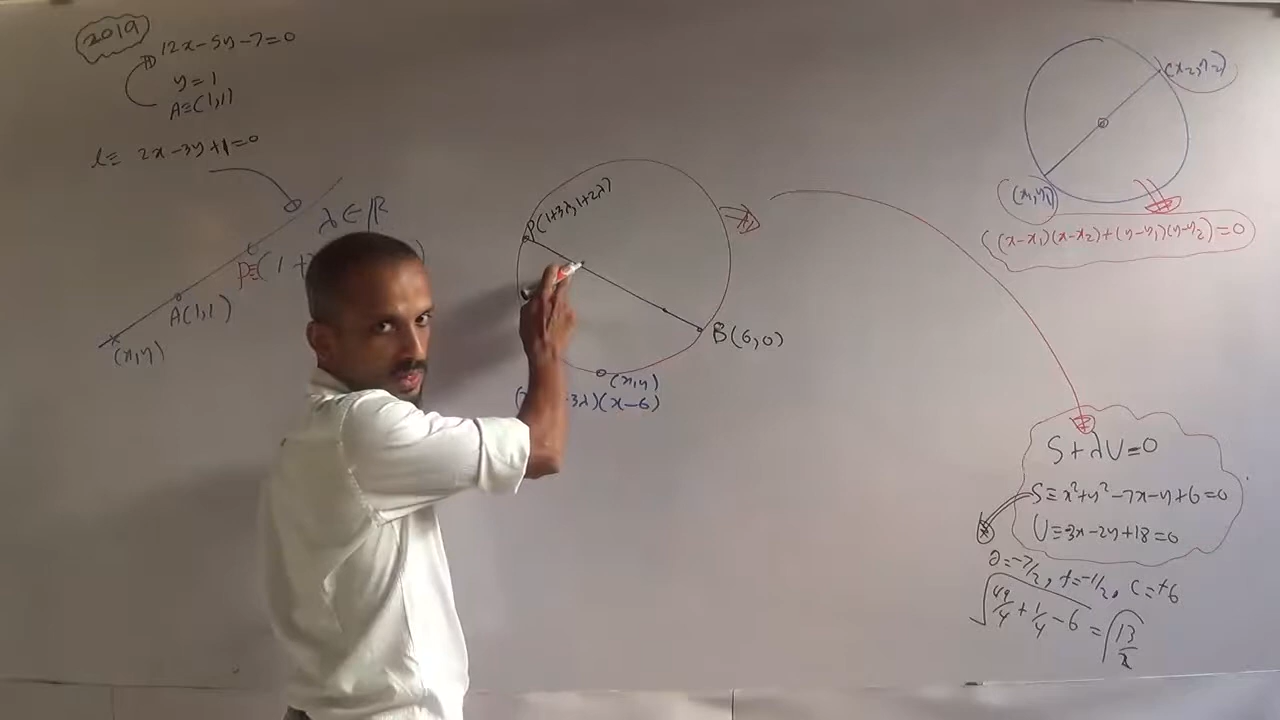 2019
12x-5y-7=0
y=1
A≡(1,1)
l≡ 2x-3y+1=0
λ∈ℝ
P≡(1+
A(1,1)
(x,y)
P(1+3λ,1+2λ)
B(6,0)
(x,y)
3λ)(x-6)
(x₂,y₂)
(x₁,y₁)
(x-x₁)(x-x₂)+(y-y₁)(y-y₂)=0
S+λU=0
S≡x²+y²-7x-y+6=0
U≡3x-2y+18=0
g=-7/2, f=-1/2, c=+6
√(49/4+1/4-6) = √(13/2)